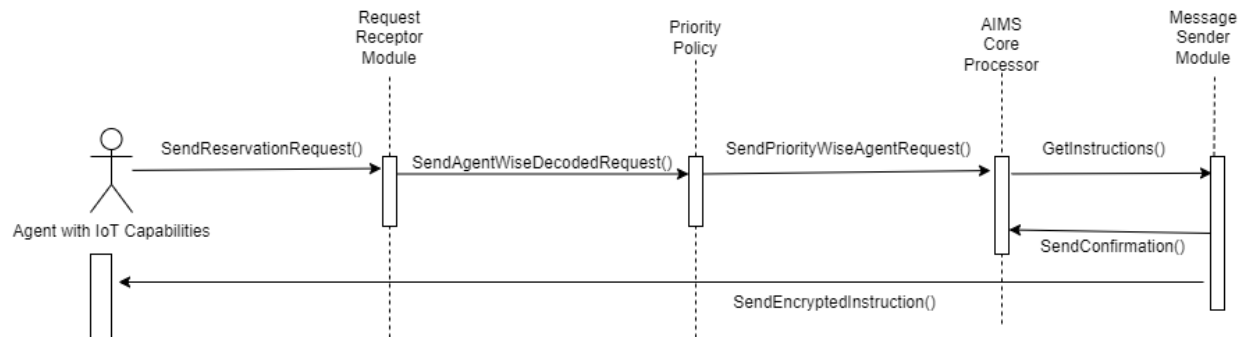 Request
Receptor
Module
Priority
Policy
AIMS
Core
Processor
Message
Sender
Module
SendReservationRequest()
SendAgentWiseDecodedRequest()
SendPriorityWiseAgentRequest()
GetInstructions()
Agent with IoT Capabilities
SendConfirmation()
SendEncryptedInstruction()